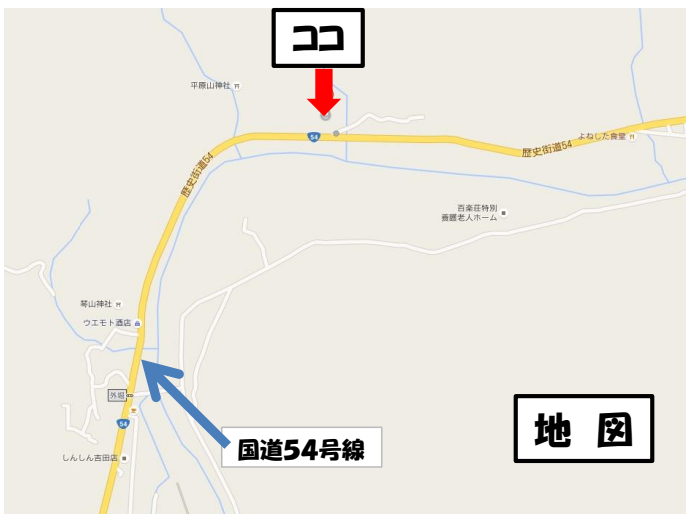 ココ
平原山神社
54
よねした食堂
歴史街道54
歴史街道54
百楽荘特別
養護老人ホーム
琴山神社
ウエモト酒店
外堀
54
国道54号線
しんしん吉田店
地 図